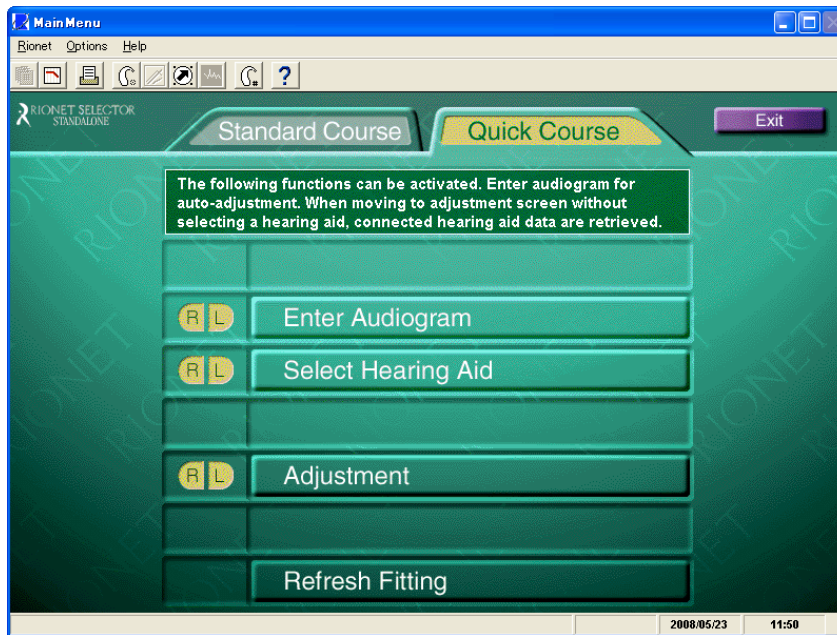 MainMenu
Rionet Options Help
RIONET SELECTOR
STANDALONE
Standard Course
Quick Course
Exit
The following functions can be activated. Enter audiogram for
auto-adjustment. When moving to adjustment screen without
selecting a hearing aid, connected hearing aid data are retrieved.
R L Enter Audiogram
R L Select Hearing Aid
R L Adjustment
Refresh Fitting
2008/05/23 11:50